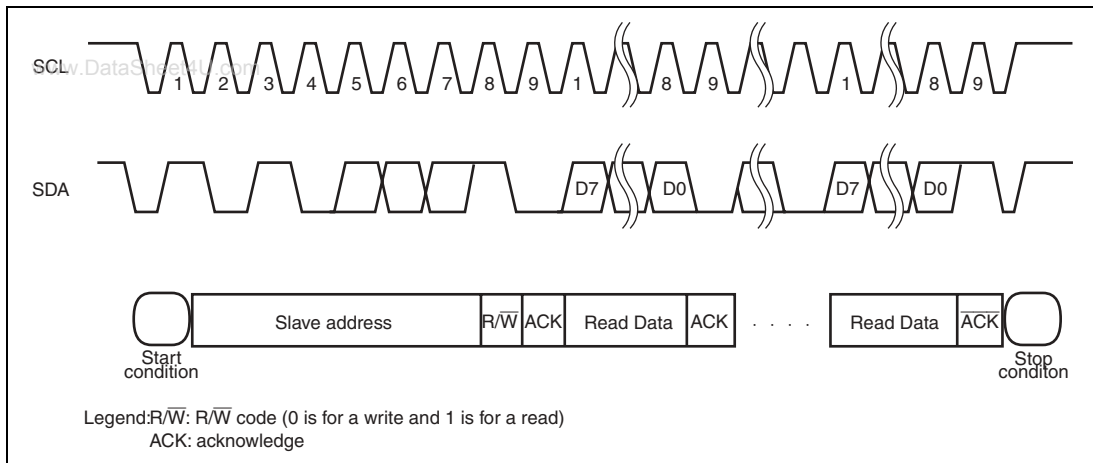 SCL
www.DataSheet4U.com
1 2 3 4 5 6 7 8 9 1 8 9 1 8 9
SDA
D7 D0 D7 D0
Slave address R/W̅ ACK Read Data ACK . . . . Read Data A̅C̅K̅
Start
condition
Stop
conditon
Legend:R/W̅: R/W̅ code (0 is for a write and 1 is for a read)
ACK: acknowledge